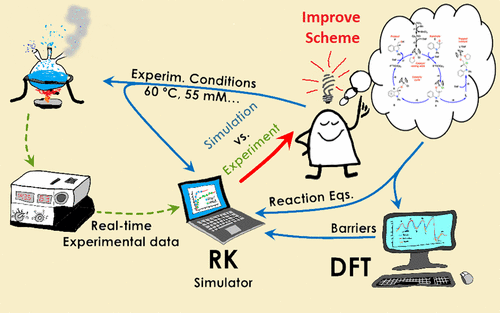 Improve
Scheme
Experim. Conditions
60 °C, 55 mM...
Simulation
vs.
Experiment
Real-time
Experimental data
Reaction Eqs.
Barriers
RK
Simulator
DFT